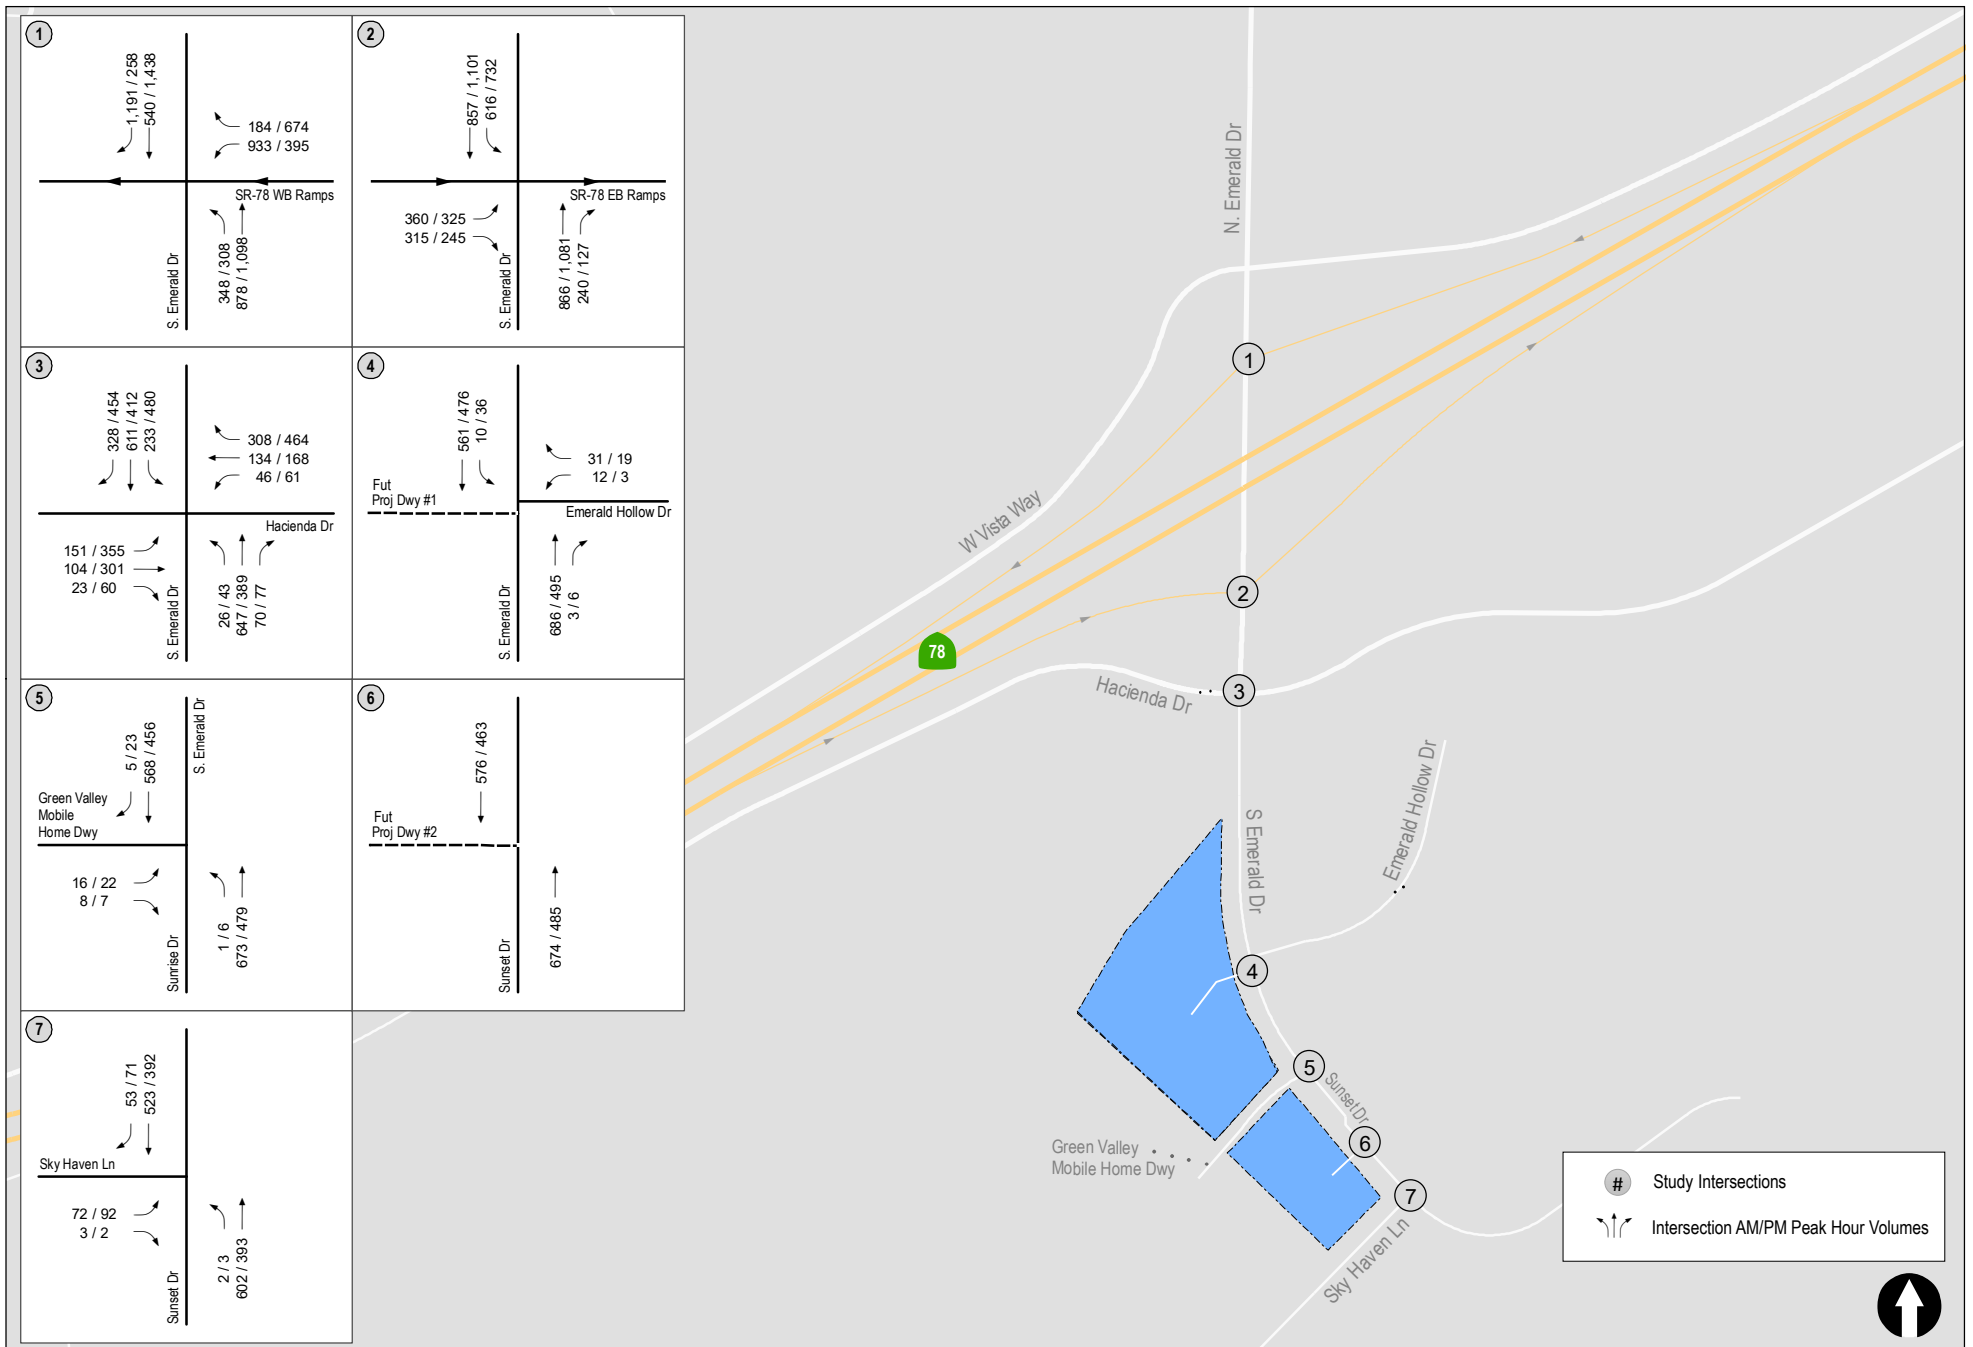 1
1,191 / 258
540 / 1,438
184 / 674
933 / 395
SR-78 WB Ramps
S. Emerald Dr
348 / 308
878 / 1,098
2
857 / 1,101
616 / 732
SR-78 EB Ramps
360 / 325
315 / 245
S. Emerald Dr
866 / 1,081
240 / 127
3
328 / 454
611 / 412
233 / 480
308 / 464
134 / 168
46 / 61
Hacienda Dr
151 / 355
104 / 301
23 / 60
S. Emerald Dr
26 / 43
647 / 389
70 / 77
4
561 / 476
10 / 36
31 / 19
12 / 3
Fut
Proj Dwy #1
Emerald Hollow Dr
S. Emerald Dr
686 / 495
3 / 6
5
5 / 23
568 / 456
S. Emerald Dr
Green Valley
Mobile
Home Dwy
16 / 22
8 / 7
Sunrise Dr
1 / 6
673 / 479
6
576 / 463
Fut
Proj Dwy #2
Sunset Dr
674 / 485
7
53 / 71
523 / 392
Sky Haven Ln
72 / 92
3 / 2
Sunset Dr
2 / 3
602 / 393
N. Emerald Dr
1
W Vista Way
2
78
Hacienda Dr
3
S Emerald Dr
Emerald Hollow Dr
4
5
Sunset Dr
Green Valley
Mobile Home Dwy
6
7
Sky Haven Ln
# Study Intersections
Intersection AM/PM Peak Hour Volumes